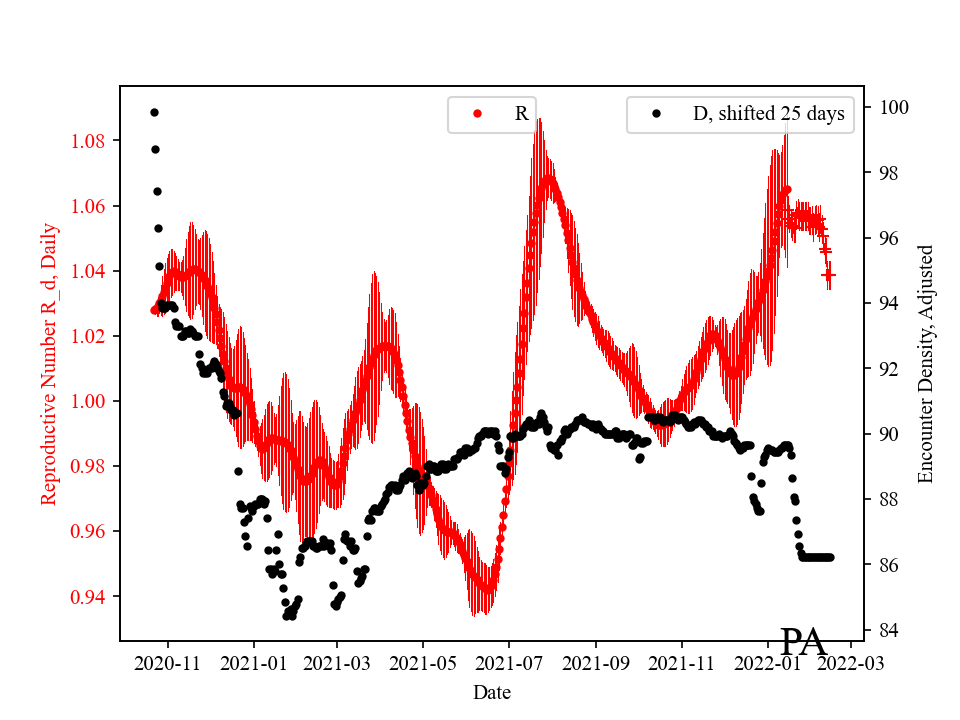 R
D, shifted 25 days
Reproductive Number R_d, Daily
1.08
1.06
1.04
1.02
1.00
0.98
0.96
0.94
100
98
96
94
92
90
88
86
84
Encounter Density, Adjusted
PA
2020-11 2021-01 2021-03 2021-05 2021-07 2021-09 2021-11 2022-01 2022-03
Date